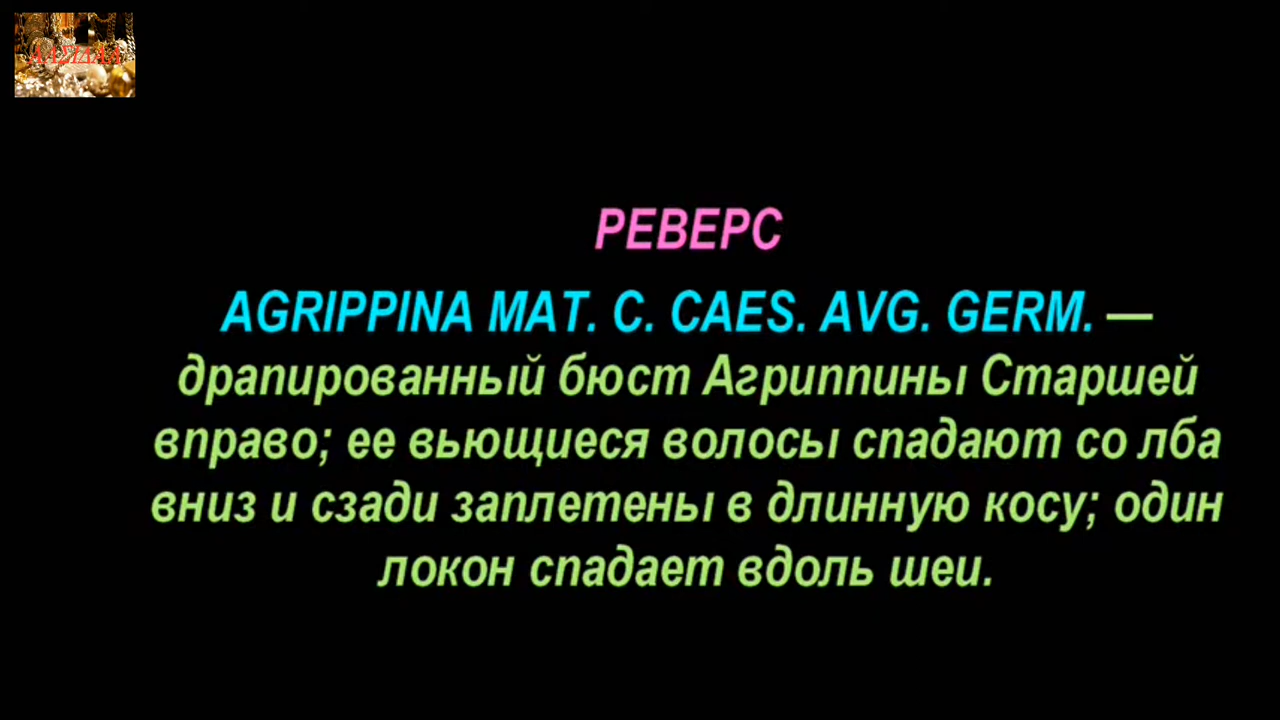 РЕВЕРС
AGRIPPINA MAT. C. CAES. AVG. GERM. —
драпированный бюст Агриппины Старшей
вправо; ее вьющиеся волосы спадают со лба
вниз и сзади заплетены в длинную косу; один
локон спадает вдоль шеи.